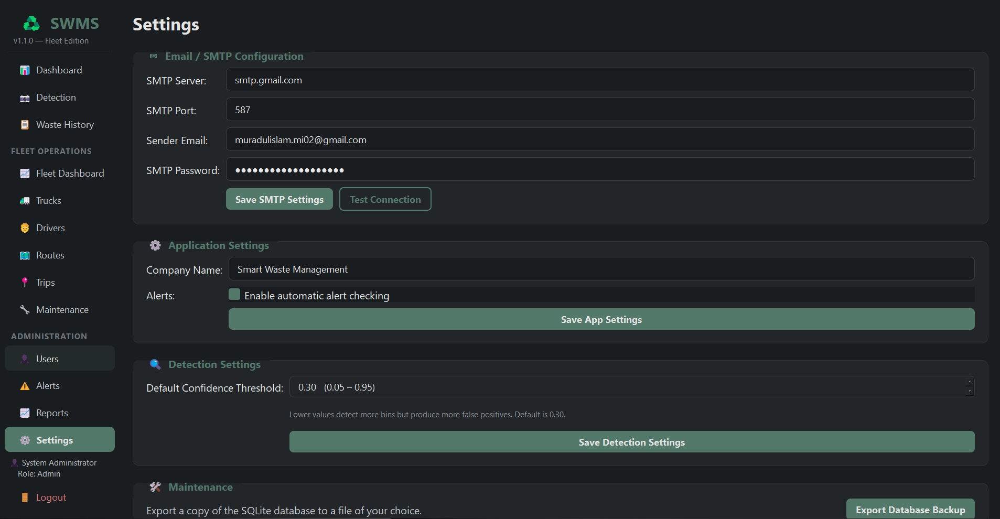 SWMS
v1.1.0 — Fleet Edition
Dashboard
Detection
Waste History
FLEET OPERATIONS
Fleet Dashboard
Trucks
Drivers
Routes
Trips
Maintenance
ADMINISTRATION
Users
Alerts
Reports
Settings
System Administrator
Role: Admin
Logout
Settings
Email / SMTP Configuration
SMTP Server: smtp.gmail.com
SMTP Port: 587
Sender Email: muradulislam.mi02@gmail.com
SMTP Password: ●●●●●●●●●●●●●●●●●●●
Save SMTP Settings Test Connection
Application Settings
Company Name: Smart Waste Management
Alerts: Enable automatic alert checking
Save App Settings
Detection Settings
Default Confidence Threshold: 0.30 (0.05 – 0.95)
Lower values detect more bins but produce more false positives. Default is 0.30.
Save Detection Settings
Maintenance
Export a copy of the SQLite database to a file of your choice. Export Database Backup